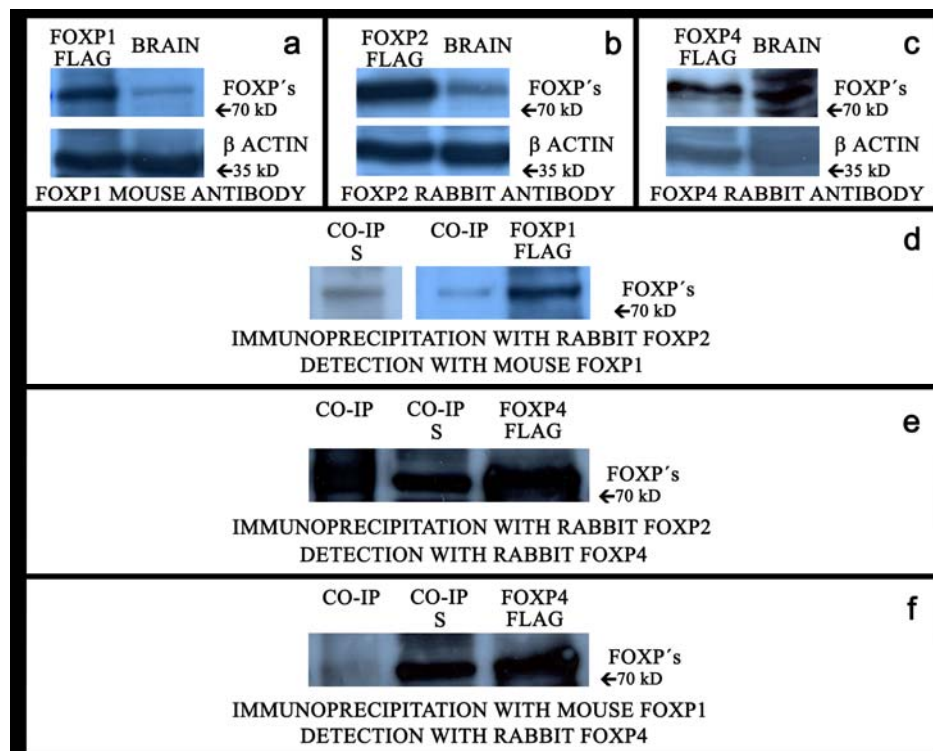 a
FOXP1 FLAG BRAIN
FOXP´s
←70 kD
β ACTIN
←35 kD
FOXP1 MOUSE ANTIBODY
b
FOXP2 FLAG BRAIN
FOXP´s
←70 kD
β ACTIN
←35 kD
FOXP2 RABBIT ANTIBODY
c
FOXP4 FLAG BRAIN
FOXP´s
←70 kD
β ACTIN
←35 kD
FOXP4 RABBIT ANTIBODY
d
CO-IP S CO-IP FOXP1 FLAG
FOXP´s
←70 kD
IMMUNOPRECIPITATION WITH RABBIT FOXP2
DETECTION WITH MOUSE FOXP1
e
CO-IP CO-IP S FOXP4 FLAG
FOXP´s
←70 kD
IMMUNOPRECIPITATION WITH RABBIT FOXP2
DETECTION WITH RABBIT FOXP4
f
CO-IP CO-IP S FOXP4 FLAG
FOXP´s
←70 kD
IMMUNOPRECIPITATION WITH MOUSE FOXP1
DETECTION WITH RABBIT FOXP4